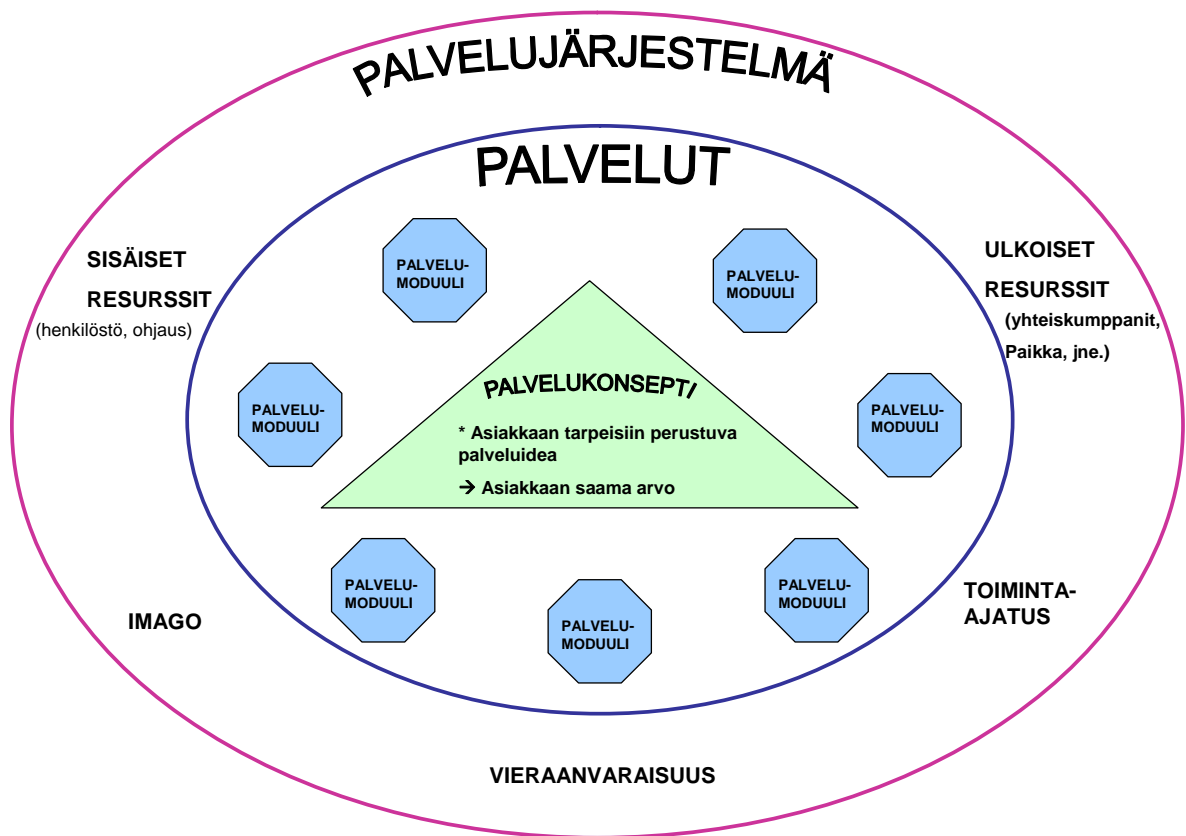 PALVELUJÄRJESTELMÄ
PALVELUT
SISÄISET
RESURSSIT
(henkilöstö, ohjaus)
ULKOISET
RESURSSIT
(yhteiskumppanit,
Paikka, jne.)
PALVELU-
MODUULI
PALVELU-
MODUULI
PALVELU-
MODUULI
PALVELU-
MODUULI
PALVELUKONSEPTI
* Asiakkaan tarpeisiin perustuva
palveluidea
→ Asiakkaan saama arvo
PALVELU-
MODUULI
PALVELU-
MODUULI
PALVELU-
MODUULI
IMAGO
TOIMINTA-
AJATUS
VIERAANVARAISUUS